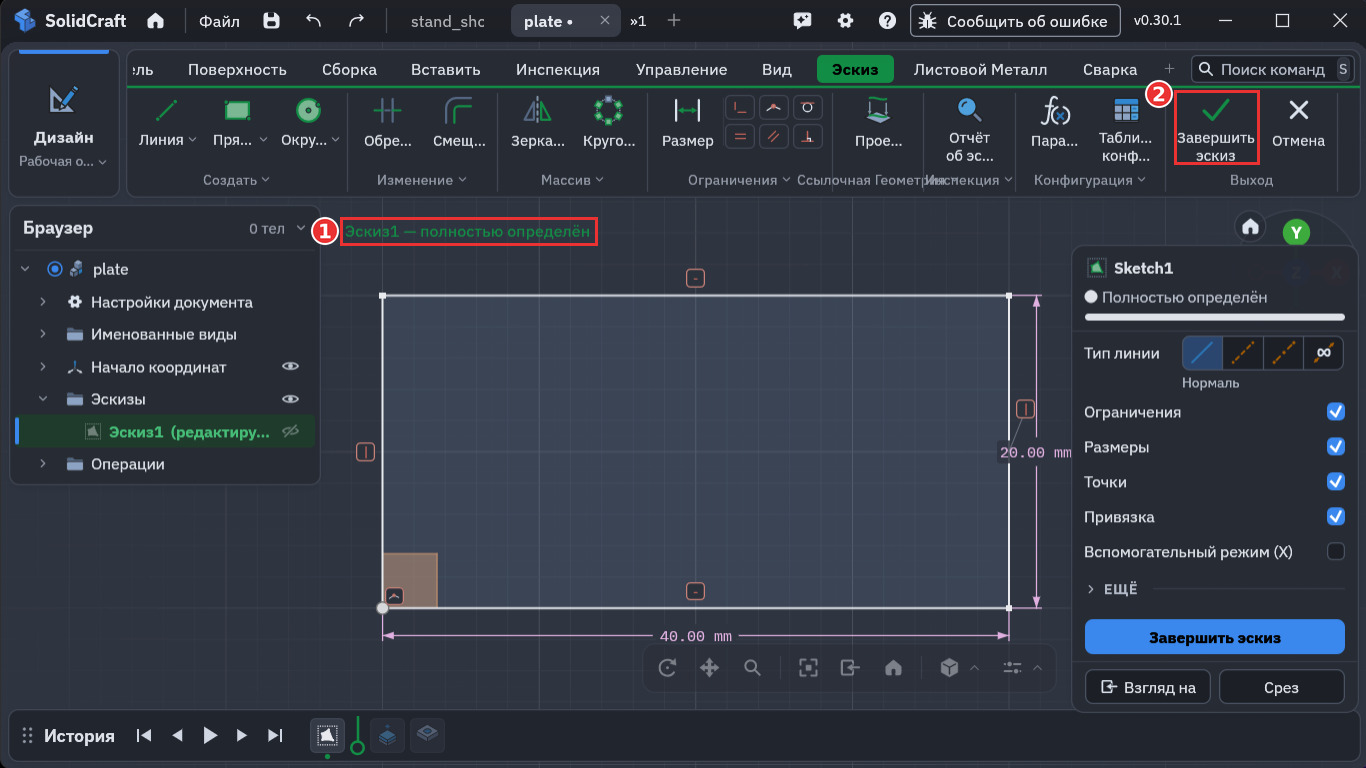 SolidCraft
Файл
stand_shc
plate •
»1
Сообщить об ошибке
v0.30.1
ель
Поверхность
Сборка
Вставить
Инспекция
Управление
Вид
Эскиз
Листовой Металл
Сварка
Поиск команд
S
Дизайн
Рабочая о...
Линия
Пря...
Окру...
Создать
Обре...
Смещ...
Изменение
Зерка...
Круго...
Массив
Размер
Ограничения
Прое...
Ссылочная Геометрия
Отчёт
об эс...
Инспекция
Пара...
Табли...
конф...
Конфигурация
2
Завершить
эскиз
Отмена
Выход
Браузер
0 тел
1
Эскиз1 — полностью определён
plate
Настройки документа
Именованные виды
Начало координат
Эскизы
Эскиз1 (редактиру...
Операции
20.00 mm
40.00 mm
Y
Sketch1
Полностью определён
Тип линии
Нормаль
Ограничения
Размеры
Точки
Привязка
Вспомогательный режим (X)
ЕЩЁ
Завершить эскиз
Взгляд на
Срез
История